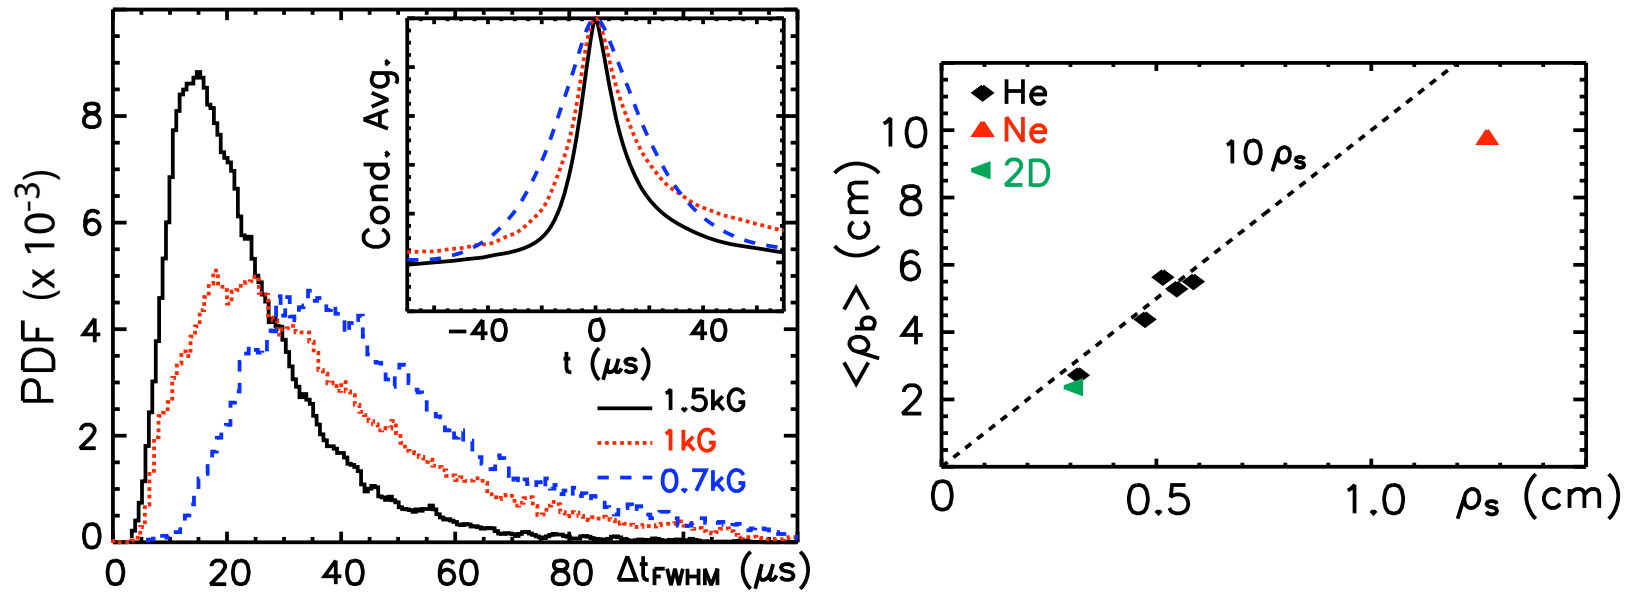 PDF (x 10⁻³)
8
6
4
2
0
0 20 40 60 80 Δt_FWHM (μs)
Cond. Avg.
−40 0 40
t (μs)
1.5kG
1kG
0.7kG
<ρ_b> (cm)
10
8
6
4
2
He
Ne
2D
10 ρ_s
0 0.5 1.0 ρ_s (cm)